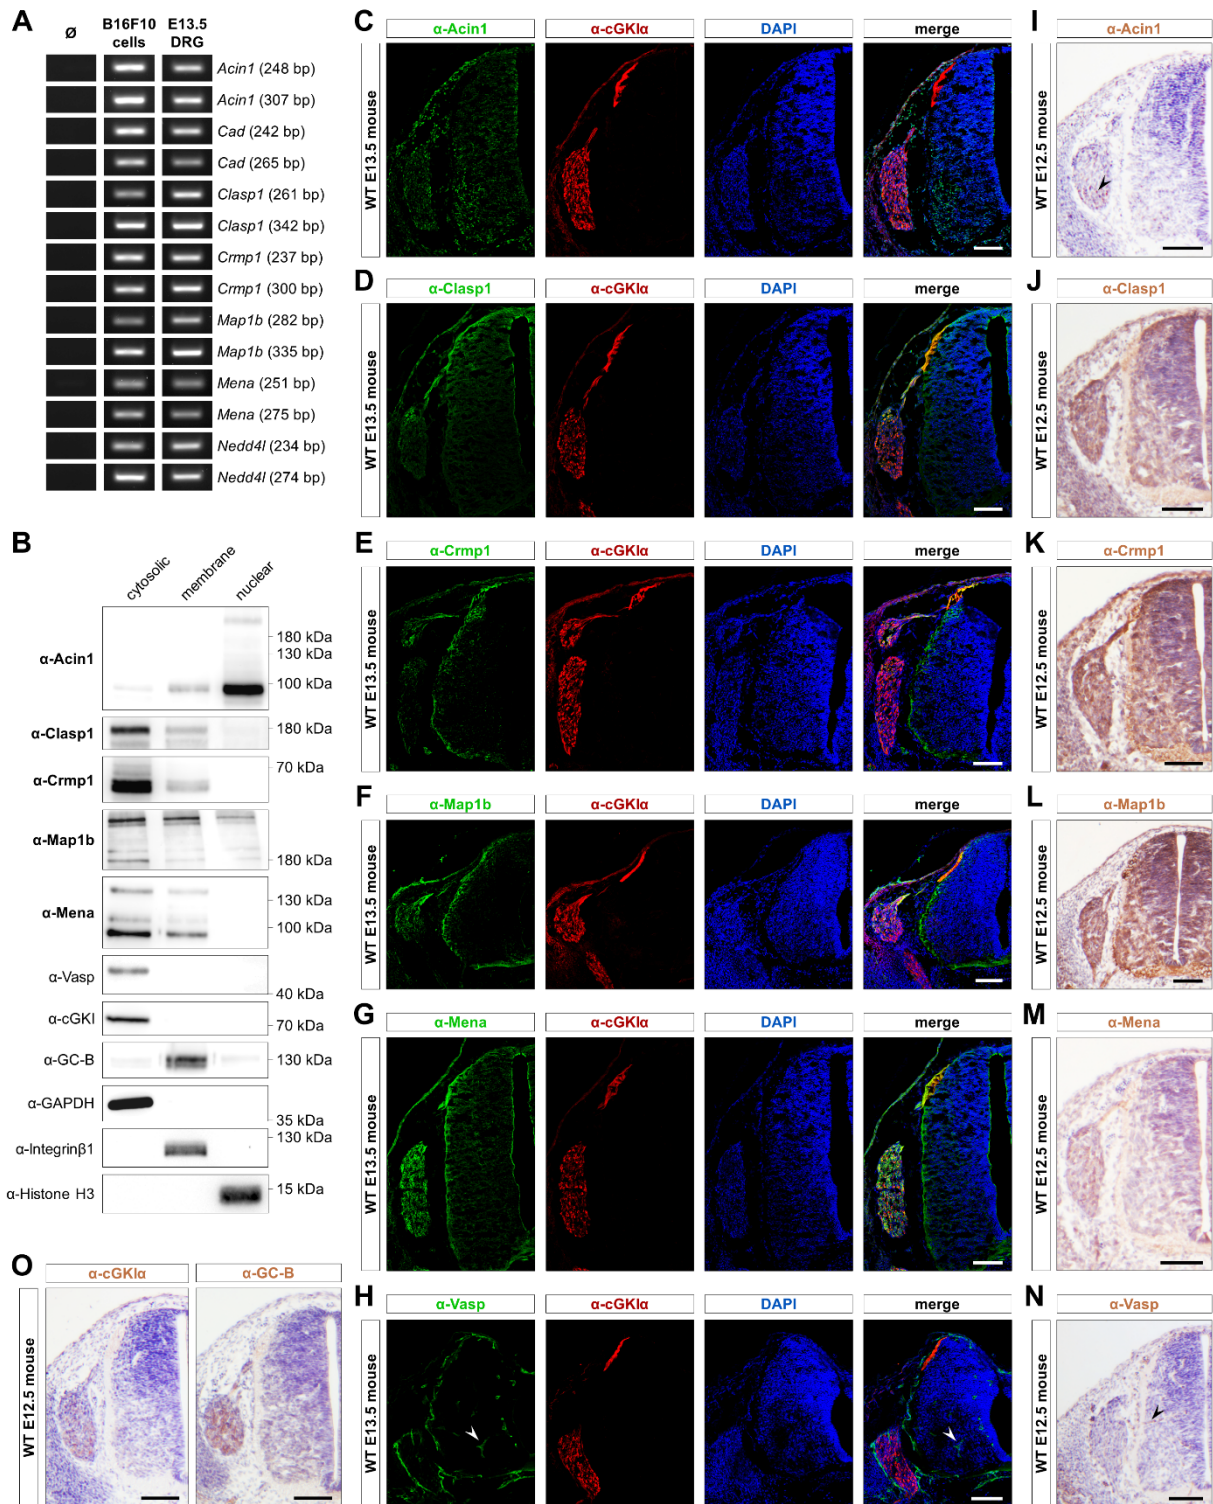 A
Ø
B16F10
cells
E13.5
DRG
Acin1 (248 bp)
Acin1 (307 bp)
Cad (242 bp)
Cad (265 bp)
Clasp1 (261 bp)
Clasp1 (342 bp)
Crmp1 (237 bp)
Crmp1 (300 bp)
Map1b (282 bp)
Map1b (335 bp)
Mena (251 bp)
Mena (275 bp)
Nedd4l (234 bp)
Nedd4l (274 bp)
B
cytosolic
membrane
nuclear
α-Acin1
180 kDa
130 kDa
100 kDa
α-Clasp1
180 kDa
α-Crmp1
70 kDa
α-Map1b
180 kDa
α-Mena
130 kDa
100 kDa
α-Vasp
40 kDa
α-cGKI
70 kDa
α-GC-B
130 kDa
α-GAPDH
35 kDa
α-Integrinβ1
130 kDa
α-Histone H3
15 kDa
C
α-Acin1
α-cGKIα
DAPI
merge
WT E13.5 mouse
D
α-Clasp1
α-cGKIα
DAPI
merge
WT E13.5 mouse
E
α-Crmp1
α-cGKIα
DAPI
merge
WT E13.5 mouse
F
α-Map1b
α-cGKIα
DAPI
merge
WT E13.5 mouse
G
α-Mena
α-cGKIα
DAPI
merge
WT E13.5 mouse
H
α-Vasp
α-cGKIα
DAPI
merge
WT E13.5 mouse
I
α-Acin1
WT E12.5 mouse
J
α-Clasp1
WT E12.5 mouse
K
α-Crmp1
WT E12.5 mouse
L
α-Map1b
WT E12.5 mouse
M
α-Mena
WT E12.5 mouse
N
α-Vasp
WT E12.5 mouse
O
α-cGKIα
α-GC-B
WT E12.5 mouse